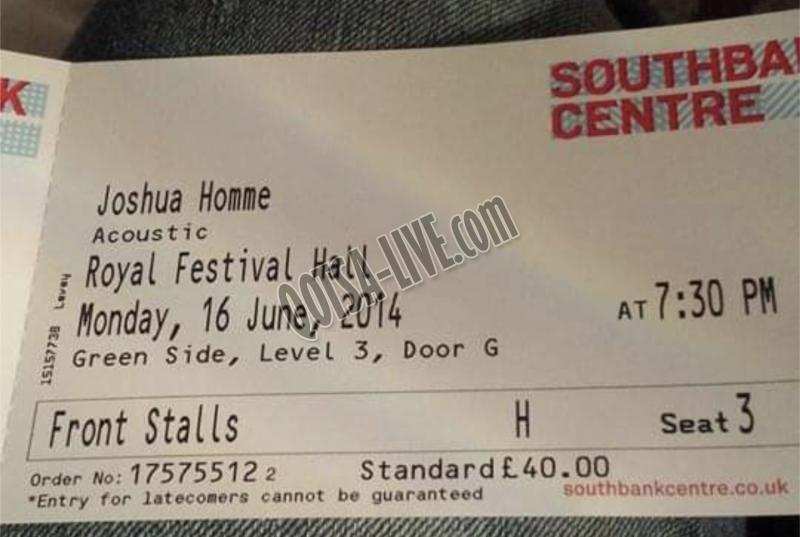 K
SOUTHBA
CENTRE
Joshua Homme
Acoustic
Royal Festival Hall
Monday, 16 June, 2014
AT 7:30 PM
Green Side, Level 3, Door G
QOTSA-LIVE.com
1515773B Levey
Front Stalls H Seat 3
Order No: 175755122 2 Standard £40.00
*Entry for latecomers cannot be guaranteed
southbankcentre.co.uk